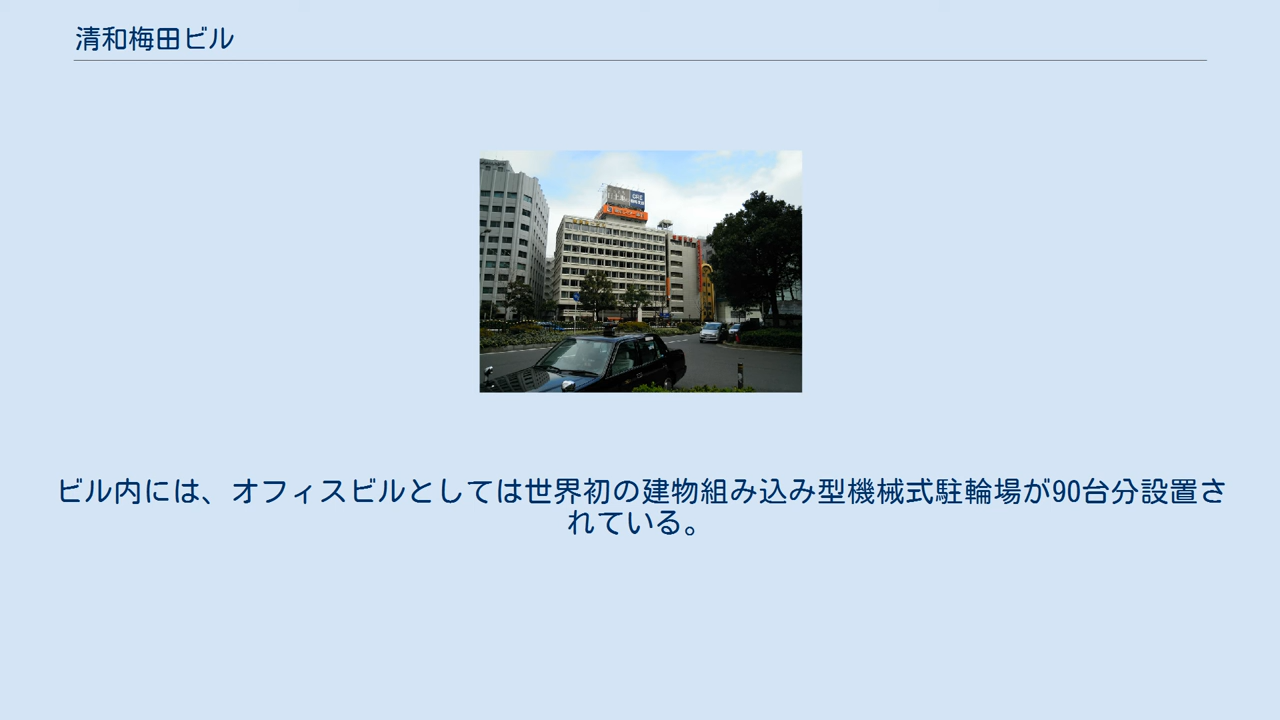 清和梅田ビル
ビル内には、オフィスビルとしては世界初の建物組み込み型機械式駐輪場が90台分設置さ
れている。